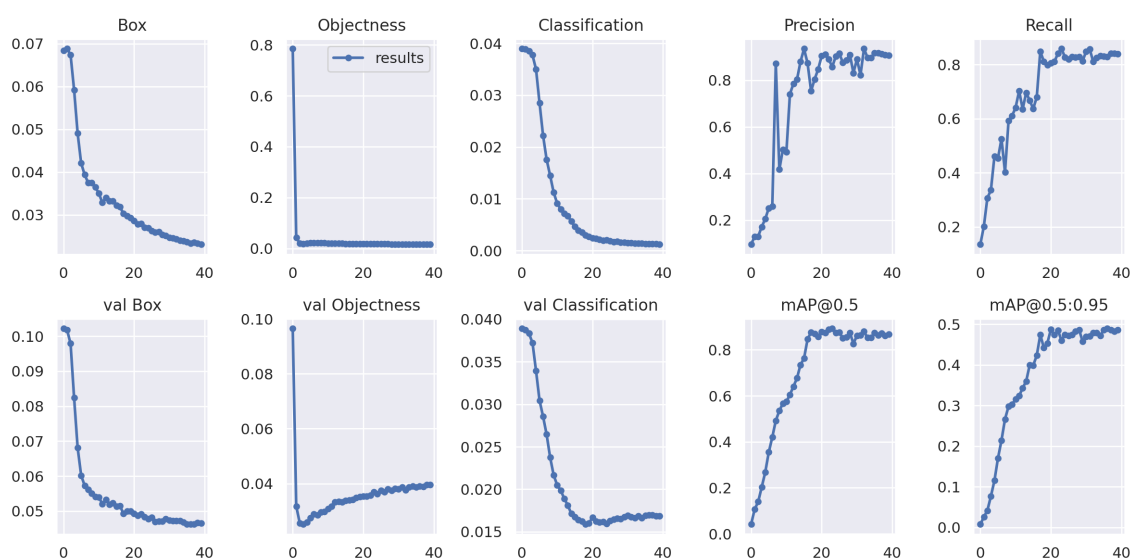 Box
0.07
0.06
0.05
0.04
0.03
0 20 40
Objectness
results
0.8
0.6
0.4
0.2
0.0
0 20 40
Classification
0.04
0.03
0.02
0.01
0.00
0 20 40
Precision
0.8
0.6
0.4
0.2
0 20 40
Recall
0.8
0.6
0.4
0.2
0 20 40
val Box
0.10
0.09
0.08
0.07
0.06
0.05
0 20 40
val Objectness
0.10
0.08
0.06
0.04
0 20 40
val Classification
0.040
0.035
0.030
0.025
0.020
0.015
0 20 40
mAP@0.5
0.8
0.6
0.4
0.2
0.0
0 20 40
mAP@0.5:0.95
0.5
0.4
0.3
0.2
0.1
0.0
0 20 40